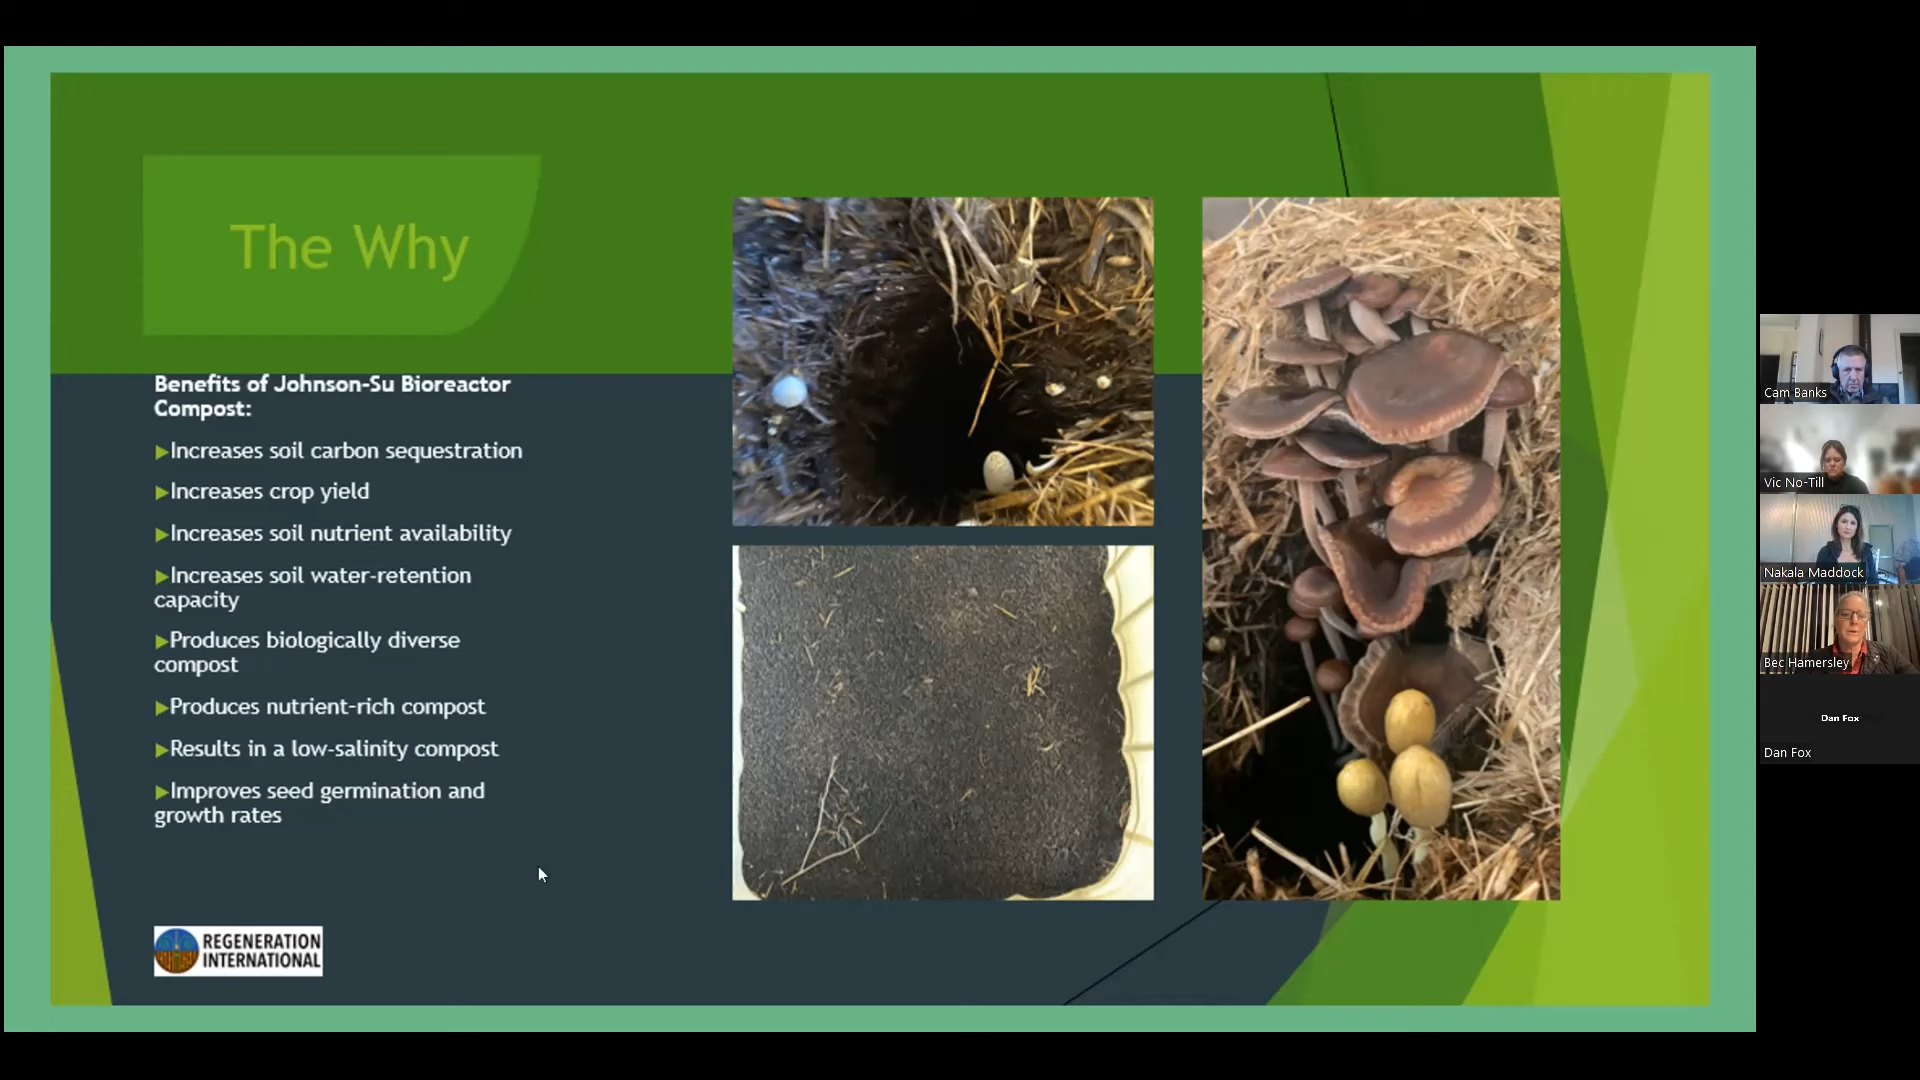 The Why
Benefits of Johnson-Su Bioreactor
Compost:
▶Increases soil carbon sequestration
▶Increases crop yield
▶Increases soil nutrient availability
▶Increases soil water-retention
capacity
▶Produces biologically diverse
compost
▶Produces nutrient-rich compost
▶Results in a low-salinity compost
▶Improves seed germination and
growth rates
REGENERATION
INTERNATIONAL
Cam Banks
Vic No-Till
Nakala Maddock
Bec Hamersley
Dan Fox
Dan Fox